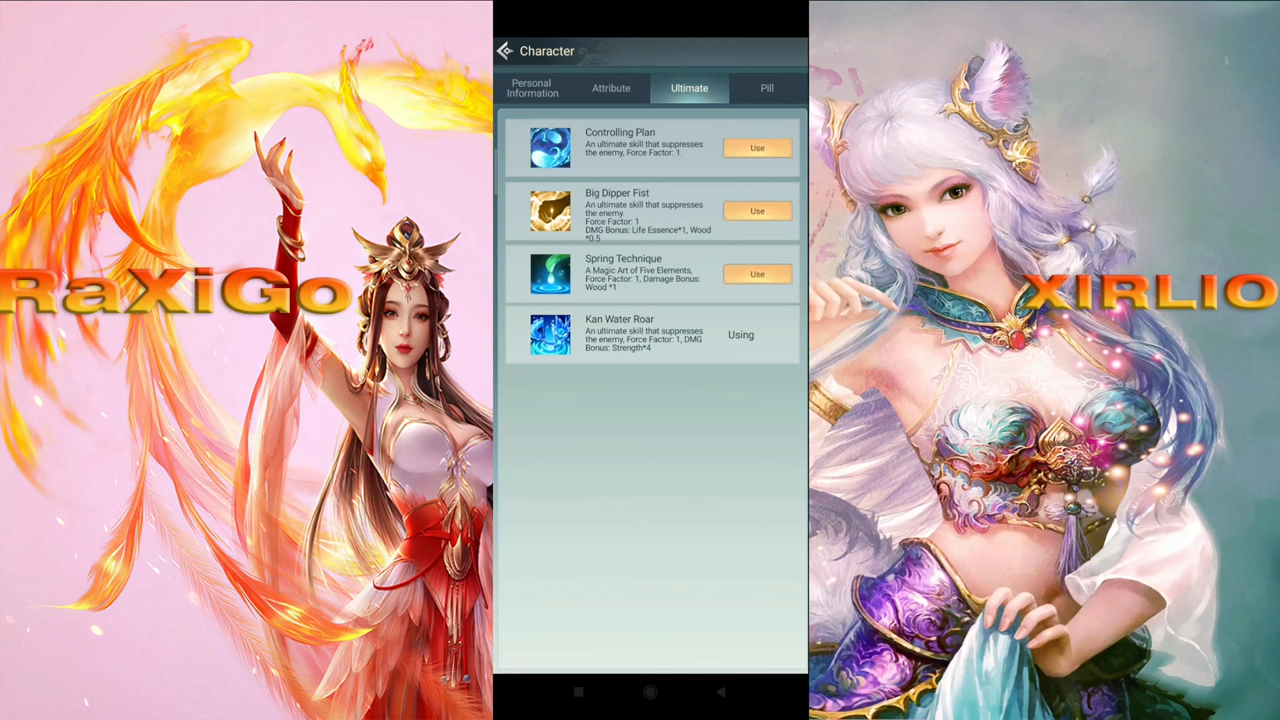 RaXiGo
Character
Personal
Information
Attribute
Ultimate
Pill
Controlling Plan
An ultimate skill that suppresses
the enemy, Force Factor: 1.
Use
Big Dipper Fist
An ultimate skill that suppresses
the enemy.
Force Factor: 1
DMG Bonus: Life Essence*1, Wood
*0.5
Use
Spring Technique
A Magic Art of Five Elements,
Force Factor: 1, Damage Bonus:
Wood *1
Use
Kan Water Roar
An ultimate skill that suppresses
the enemy, Force Factor: 1, DMG
Bonus: Strength*4
Using
XIRLIO